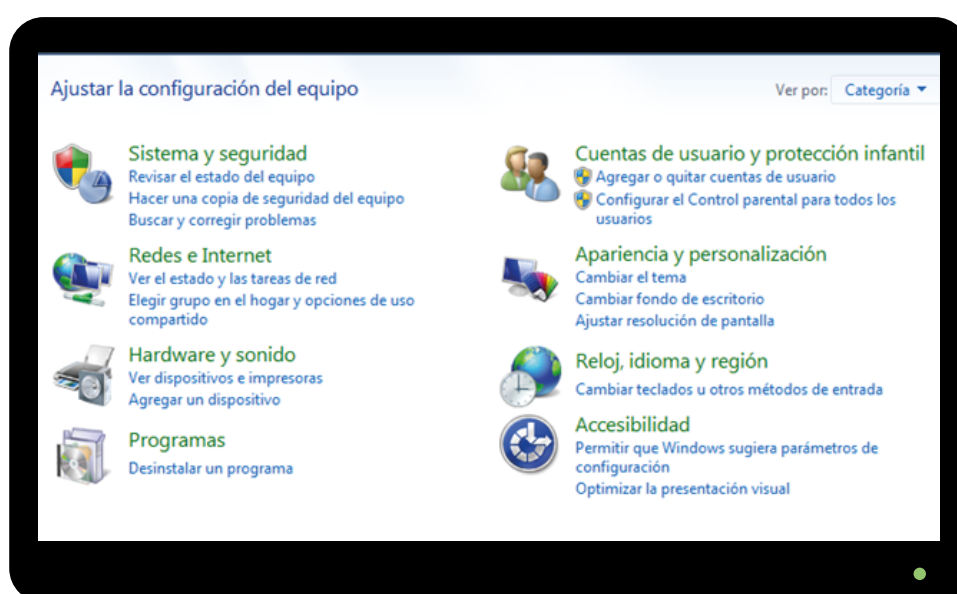 Ajustar la configuración del equipo
Ver por: Categoría
Sistema y seguridad
Revisar el estado del equipo
Hacer una copia de seguridad del equipo
Buscar y corregir problemas
Redes e Internet
Ver el estado y las tareas de red
Elegir grupo en el hogar y opciones de uso
compartido
Hardware y sonido
Ver dispositivos e impresoras
Agregar un dispositivo
Programas
Desinstalar un programa
Cuentas de usuario y protección infantil
Agregar o quitar cuentas de usuario
Configurar el Control parental para todos los
usuarios
Apariencia y personalización
Cambiar el tema
Cambiar fondo de escritorio
Ajustar resolución de pantalla
Reloj, idioma y región
Cambiar teclados u otros métodos de entrada
Accesibilidad
Permitir que Windows sugiera parámetros de
configuración
Optimizar la presentación visual